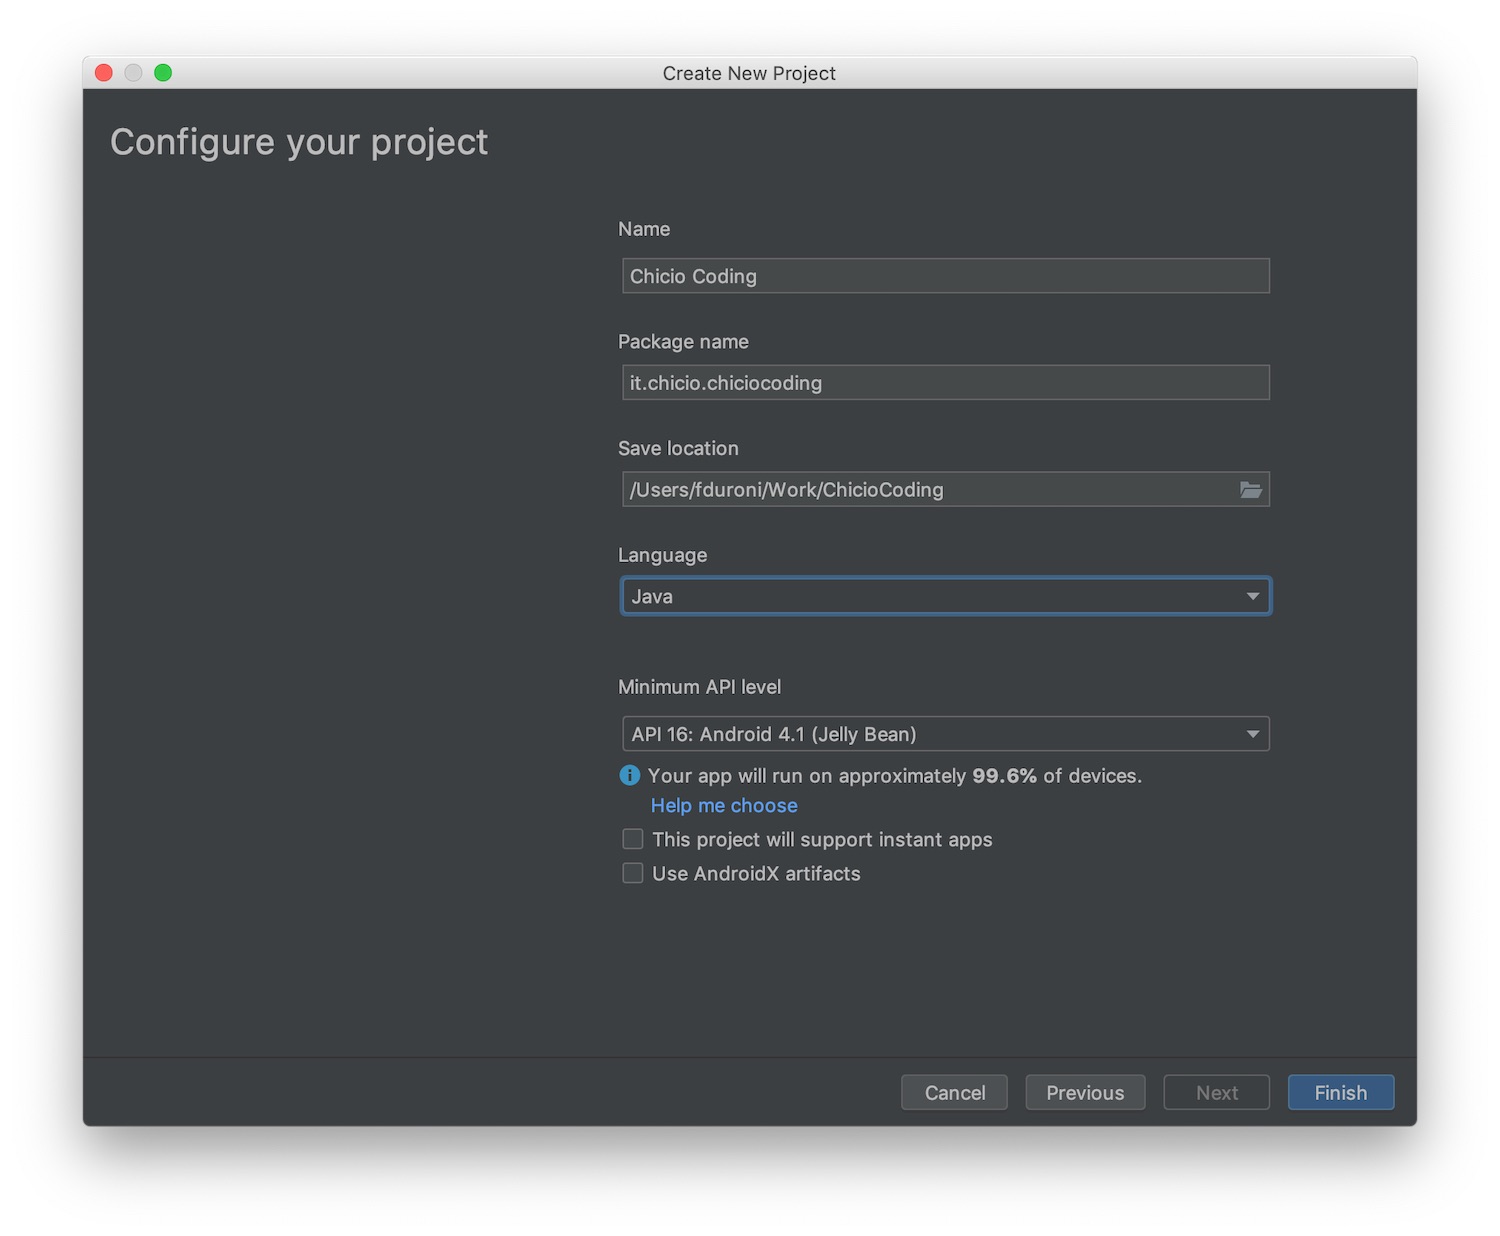 Create New Project
Configure your project
Name
Chicio Coding
Package name
it.chicio.chiciocoding
Save location
/Users/fduroni/Work/ChicioCoding
Language
Java
Minimum API level
API 16: Android 4.1 (Jelly Bean)
Your app will run on approximately 99.6% of devices.
Help me choose
This project will support instant apps
Use AndroidX artifacts
Cancel Previous Next Finish